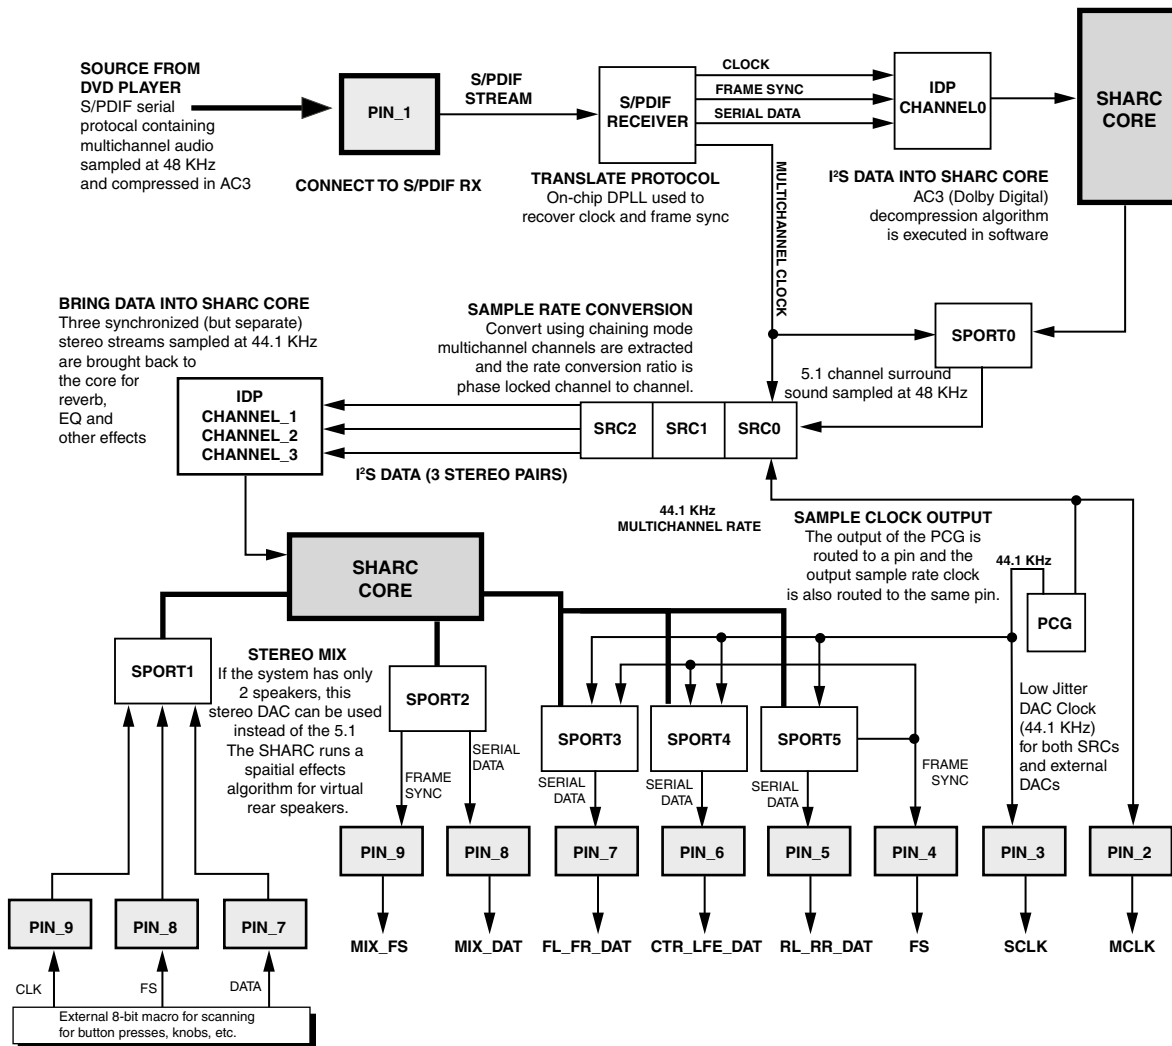 SOURCE FROM
DVD PLAYER
S/PDIF serial
protocal containing
multichannel audio
sampled at 48 KHz
and compressed in AC3
PIN_1
CONNECT TO S/PDIF RX
S/PDIF
STREAM
S/PDIF
RECEIVER
TRANSLATE PROTOCOL
On-chip DPLL used to
recover clock and frame sync
CLOCK
FRAME SYNC
SERIAL DATA
MULTICHANNEL CLOCK
IDP
CHANNEL0
I²S DATA INTO SHARC CORE
AC3 (Dolby Digital)
decompression algorithm
is executed in software
SHARC
CORE
BRING DATA INTO SHARC CORE
Three synchronized (but separate)
stereo streams sampled at 44.1 KHz
are brought back to
the core for
reverb,
EQ and
other effects
SAMPLE RATE CONVERSION
Convert using chaining mode
multichannel channels are extracted
and the rate conversion ratio is
phase locked channel to channel.
SPORT0
5.1 channel surround
sound sampled at 48 KHz
IDP
CHANNEL_1
CHANNEL_2
CHANNEL_3
SRC2
SRC1
SRC0
I²S DATA (3 STEREO PAIRS)
44.1 KHz
MULTICHANNEL RATE
SAMPLE CLOCK OUTPUT
The output of the PCG is
routed to a pin and the
output sample rate clock
is also routed to the same pin.
44.1 KHz
PCG
SHARC
CORE
SPORT1
STEREO MIX
If the system has only
2 speakers, this
stereo DAC can be used
instead of the 5.1
The SHARC runs a
spaitial effects
algorithm for virtual
rear speakers.
SPORT2
SPORT3
SPORT4
SPORT5
Low Jitter
DAC Clock
(44.1 KHz)
for both SRCs
and external
DACs
FRAME
SYNC
SERIAL
DATA
SERIAL
DATA
SERIAL
DATA
SERIAL
DATA
FRAME
SYNC
PIN_9
PIN_8
PIN_7
PIN_6
PIN_5
PIN_4
PIN_3
PIN_2
MIX_FS
MIX_DAT
FL_FR_DAT
CTR_LFE_DAT
RL_RR_DAT
FS
SCLK
MCLK
PIN_9
PIN_8
PIN_7
CLK
FS
DATA
External 8-bit macro for scanning
for button presses, knobs, etc.